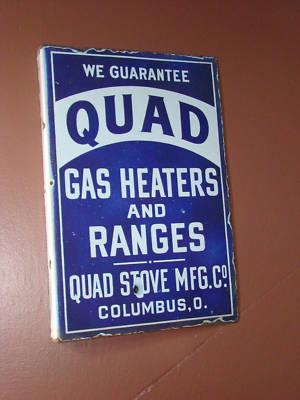 WE GUARANTEE
QUAD
GAS HEATERS
AND
RANGES
QUAD STOVE MFG. CO
COLUMBUS, O.